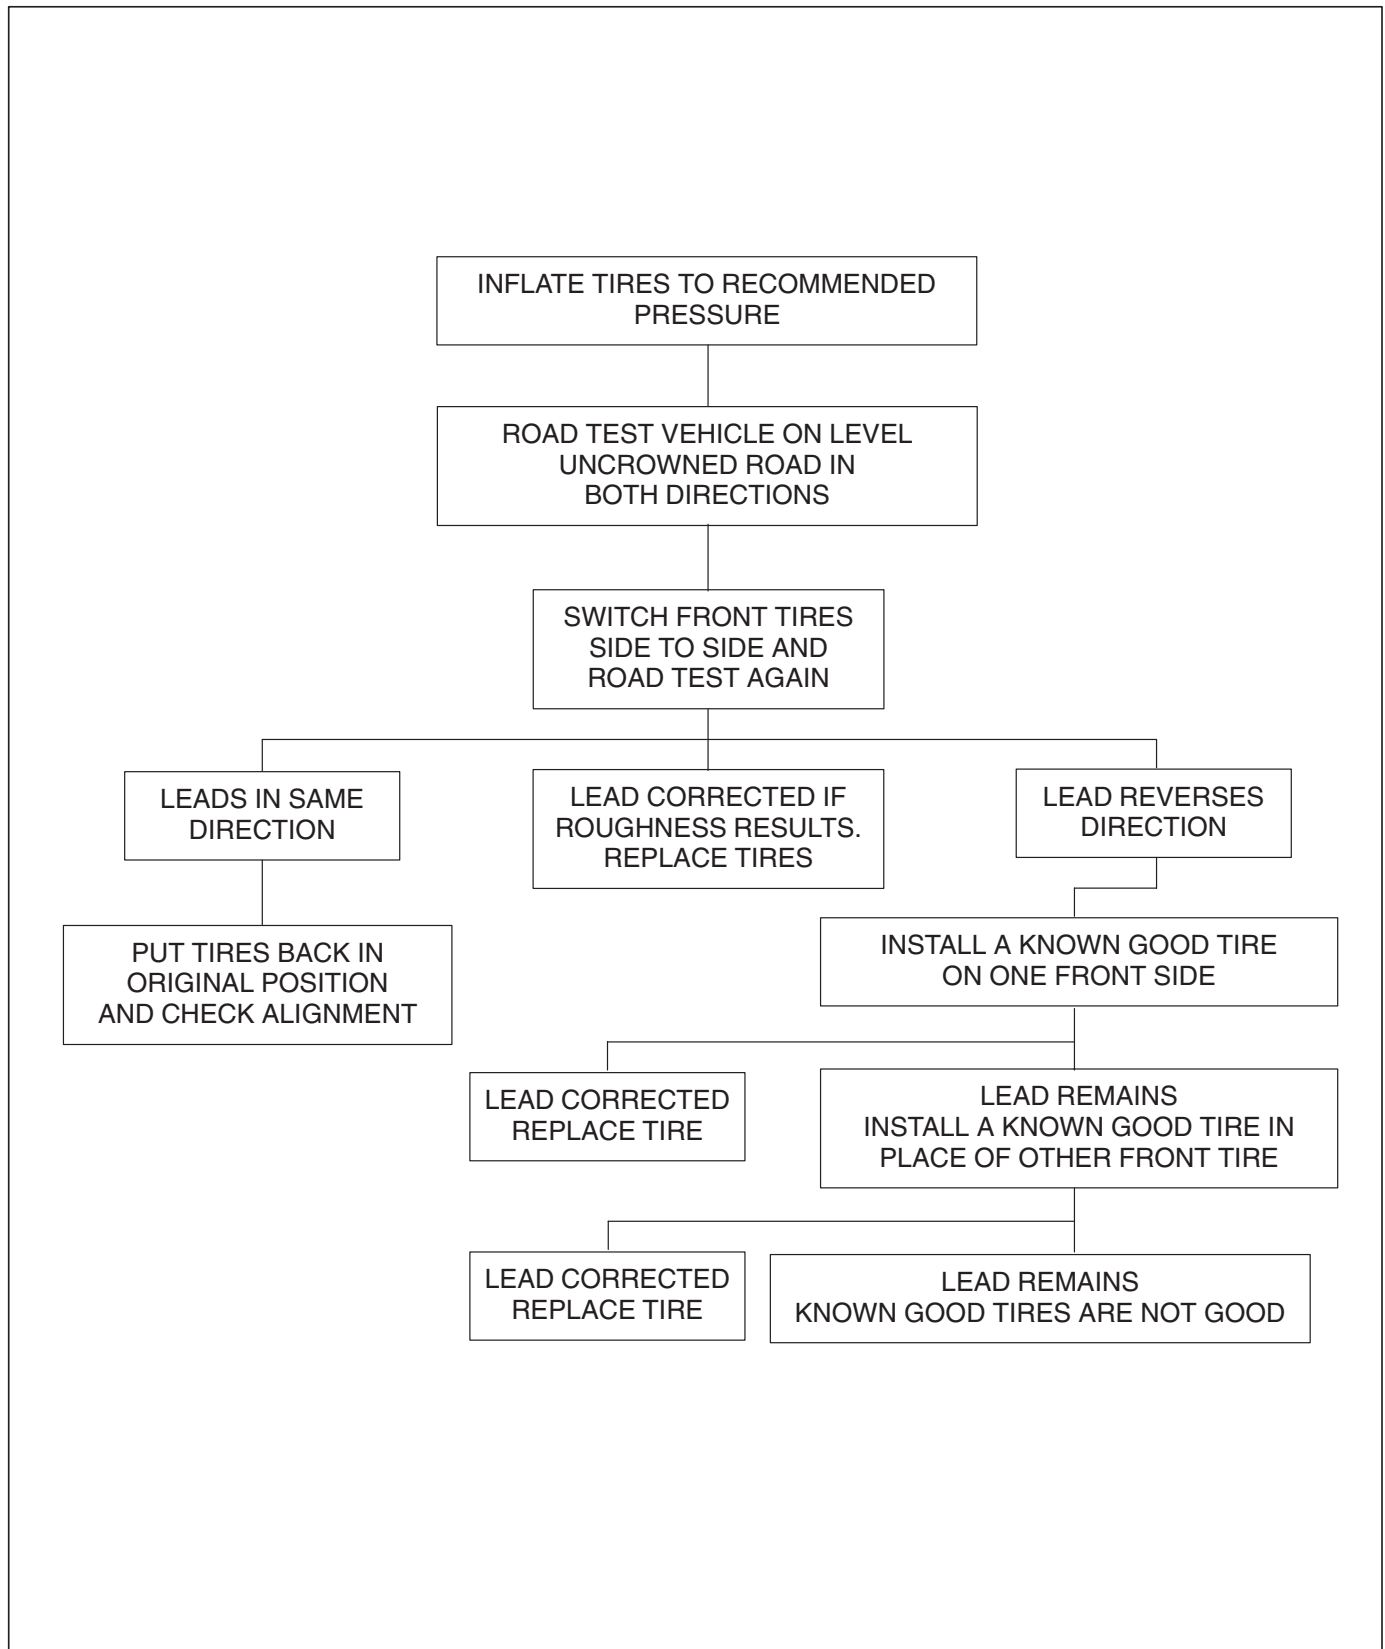 INFLATE TIRES TO RECOMMENDED
PRESSURE
ROAD TEST VEHICLE ON LEVEL
UNCROWNED ROAD IN
BOTH DIRECTIONS
SWITCH FRONT TIRES
SIDE TO SIDE AND
ROAD TEST AGAIN
LEADS IN SAME
DIRECTION
LEAD CORRECTED IF
ROUGHNESS RESULTS.
REPLACE TIRES
LEAD REVERSES
DIRECTION
PUT TIRES BACK IN
ORIGINAL POSITION
AND CHECK ALIGNMENT
INSTALL A KNOWN GOOD TIRE
ON ONE FRONT SIDE
LEAD CORRECTED
REPLACE TIRE
LEAD REMAINS
INSTALL A KNOWN GOOD TIRE IN
PLACE OF OTHER FRONT TIRE
LEAD CORRECTED
REPLACE TIRE
LEAD REMAINS
KNOWN GOOD TIRES ARE NOT GOOD